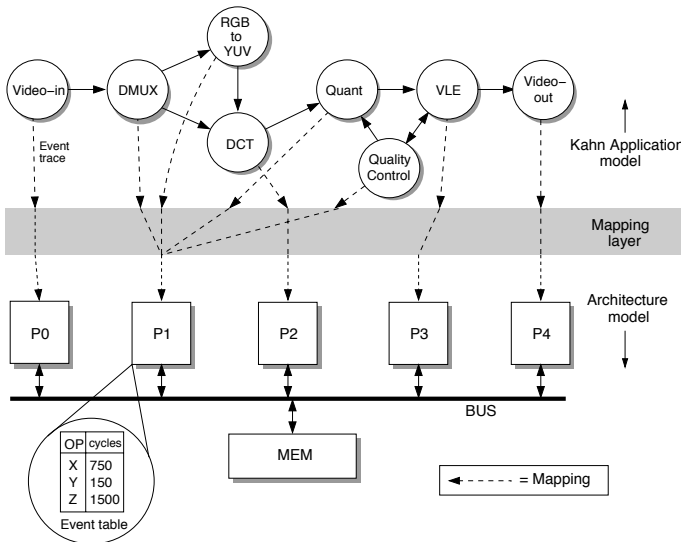 RGB
to
YUV
Video–in
DMUX
Quant
VLE
Video–
out
DCT
Quality
Control
Event
trace
Kahn Application
model
Mapping
layer
Architecture
model
P0
P1
P2
P3
P4
BUS
MEM
OP cycles
X 750
Y 150
Z 1500
Event table
= Mapping